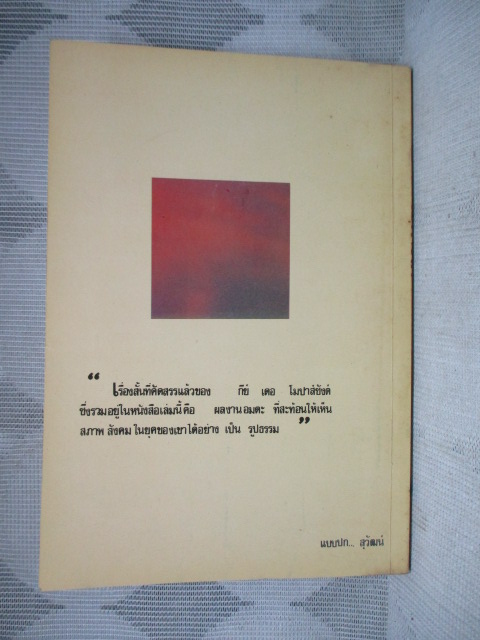 “ เรื่องสั้นที่คัดสรรแล้วของ กีย์ เดอ โมปาส์ซังต์
ซึ่งรวมอยู่ในหนังสือเล่มนี้ คือ ผลงานอมตะ ที่สะท้อนให้เห็น
สภาพ สังคม ในยุคของเขาได้อย่าง เป็น รูปธรรม ”
แบบปก... สุวัฒน์